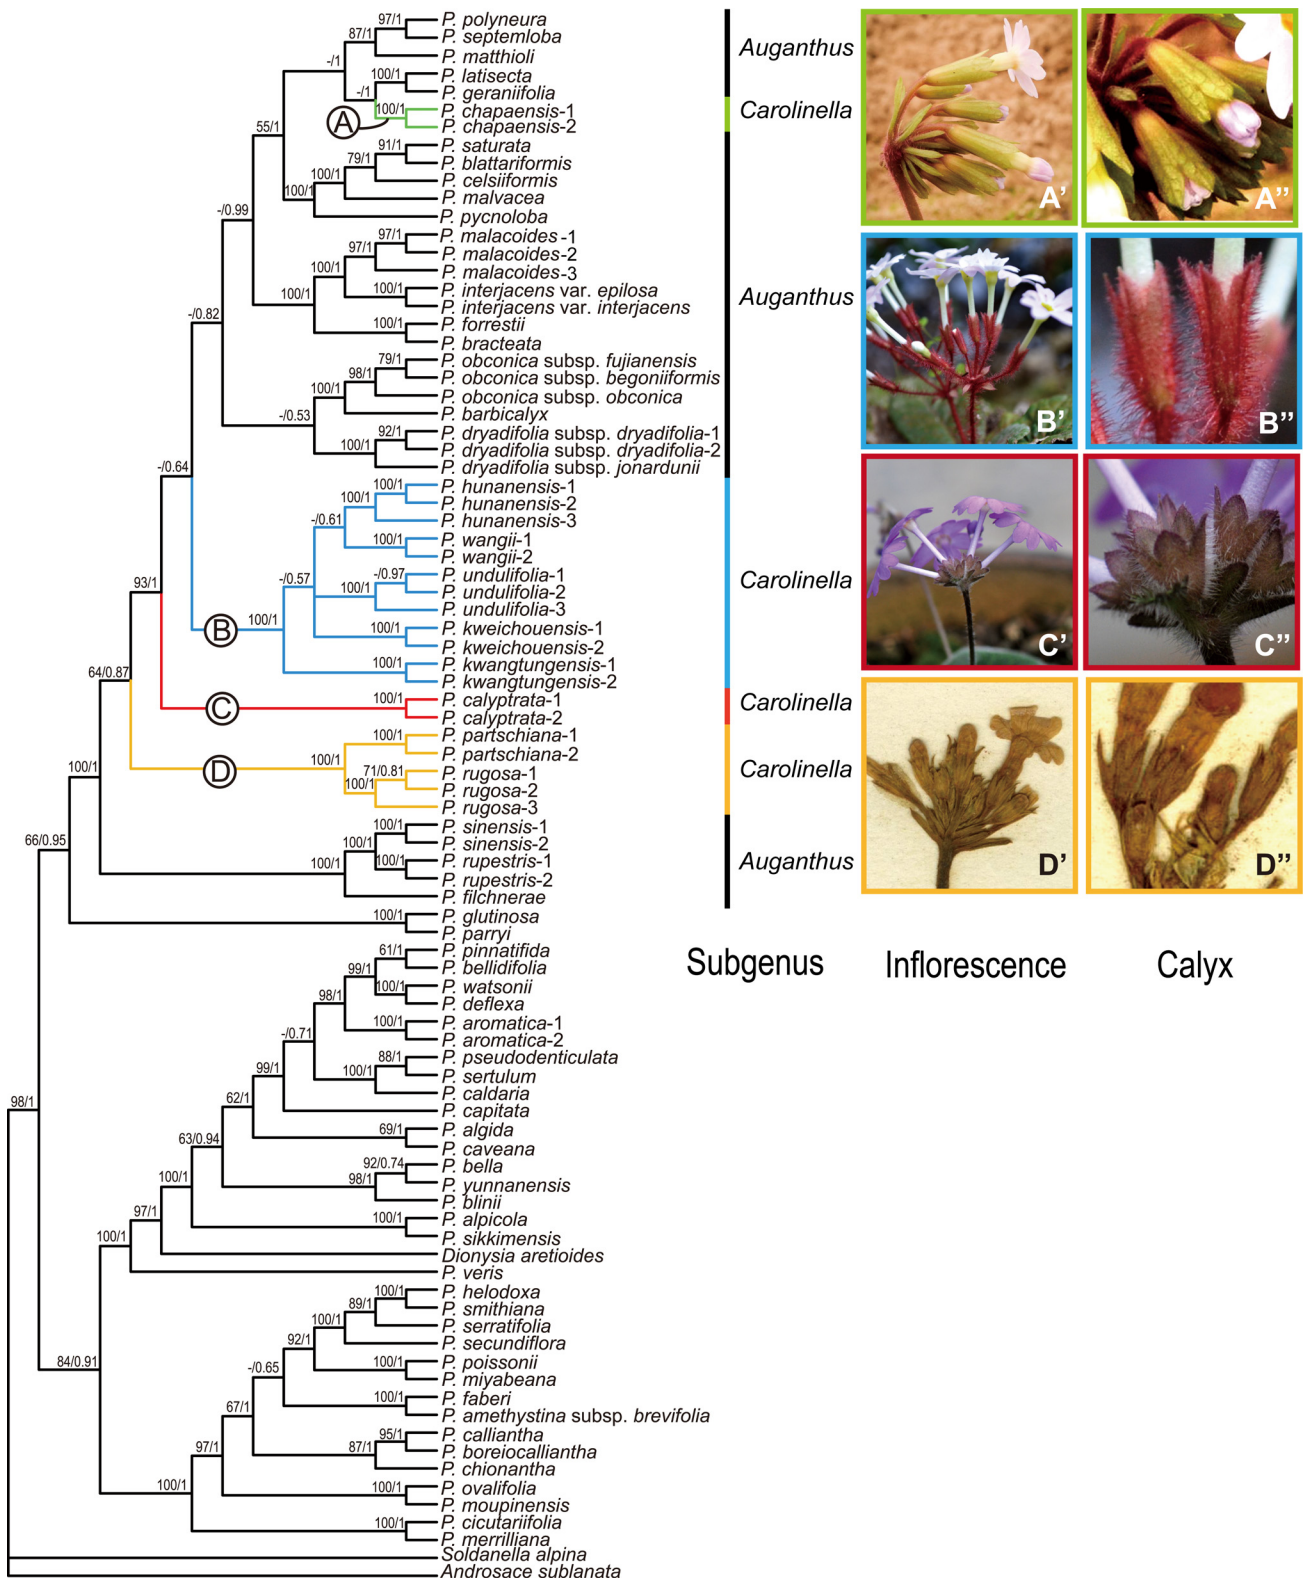 97/1
P. polyneura
87/1
P. septemloba
-/1
P. matthioli
100/1
P. latisecta
-/1
P. geraniifolia
100/1
P. chapaensis-1
A
P. chapaensis-2
55/1
91/1
P. saturata
79/1
P. blattariformis
100/1
P. celsiiformis
100/1
P. malvacea
P. pycnoloba
-/0.99
97/1
P. malacoides-1
97/1
P. malacoides-2
100/1
P. malacoides-3
100/1
P. interjacens var. epilosa
100/1
P. interjacens var. interjacens
100/1
P. forrestii
P. bracteata
-/0.82
79/1
P. obconica subsp. fujianensis
98/1
P. obconica subsp. begoniiformis
100/1
P. obconica subsp. obconica
-/0.53
P. barbicalyx
92/1
P. dryadifolia subsp. dryadifolia-1
100/1
P. dryadifolia subsp. dryadifolia-2
P. dryadifolia subsp. jonardunii
-/0.64
100/1
P. hunanensis-1
100/1
P. hunanensis-2
-/0.61
P. hunanensis-3
100/1
P. wangii-1
P. wangii-2
-/0.57
-/0.97
P. undulifolia-1
100/1
P. undulifolia-2
P. undulifolia-3
93/1
B
100/1
100/1
P. kweichouensis-1
P. kweichouensis-2
100/1
P. kwangtungensis-1
P. kwangtungensis-2
64/0.87
C
100/1
P. calyptrata-1
P. calyptrata-2
100/1
P. partschiana-1
P. partschiana-2
D
100/1
71/0.81
P. rugosa-1
100/1
P. rugosa-2
P. rugosa-3
100/1
100/1
P. sinensis-1
100/1
P. sinensis-2
100/1
P. rupestris-1
100/1
P. rupestris-2
P. filchnerae
66/0.95
100/1
P. glutinosa
P. parryi
61/1
P. pinnatifida
99/1
P. bellidifolia
98/1
100/1
P. watsonii
P. deflexa
100/1
P. aromatica-1
P. aromatica-2
-/0.71
88/1
P. pseudodenticulata
100/1
P. sertulum
P. caldaria
99/1
P. capitata
62/1
69/1
P. algida
P. caveana
63/0.94
92/0.74
P. bella
98/1
P. yunnanensis
P. blinii
100/1
100/1
P. alpicola
P. sikkimensis
97/1
Dionysia aretioides
100/1
P. veris
98/1
100/1
P. helodoxa
89/1
P. smithiana
100/1
P. serratifolia
92/1
P. secundiflora
100/1
P. poissonii
P. miyabeana
84/0.91
-/0.65
100/1
P. faberi
P. amethystina subsp. brevifolia
67/1
95/1
P. calliantha
87/1
P. boreiocalliantha
P. chionantha
97/1
100/1
P. ovalifolia
P. moupinensis
100/1
100/1
P. cicutariifolia
P. merrilliana
Soldanella alpina
Androsace sublanata
Auganthus
Carolinella
Auganthus
Carolinella
Carolinella
Carolinella
Auganthus
Subgenus
A’
A”
B’
B”
C’
C”
D’
D”
Inflorescence
Calyx